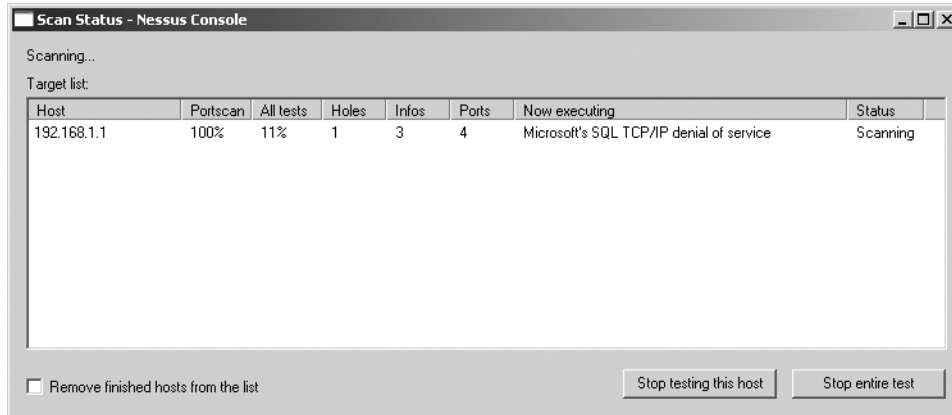 Scan Status - Nessus Console
Scanning...
Target list:
Host Portscan All tests Holes Infos Ports Now executing Status
192.168.1.1 100% 11% 1 3 4 Microsoft's SQL TCP/IP denial of service Scanning
Remove finished hosts from the list Stop testing this host Stop entire test